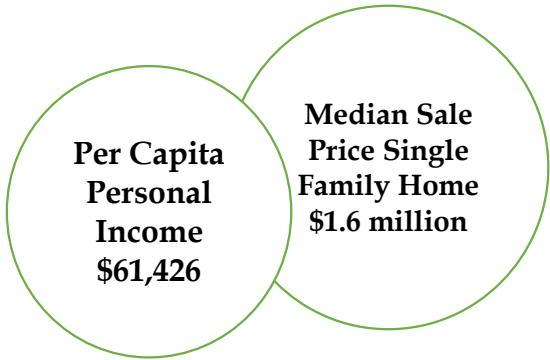 Per Capita
Personal
Income
$61,426
Median Sale
Price Single
Family Home
$1.6 million